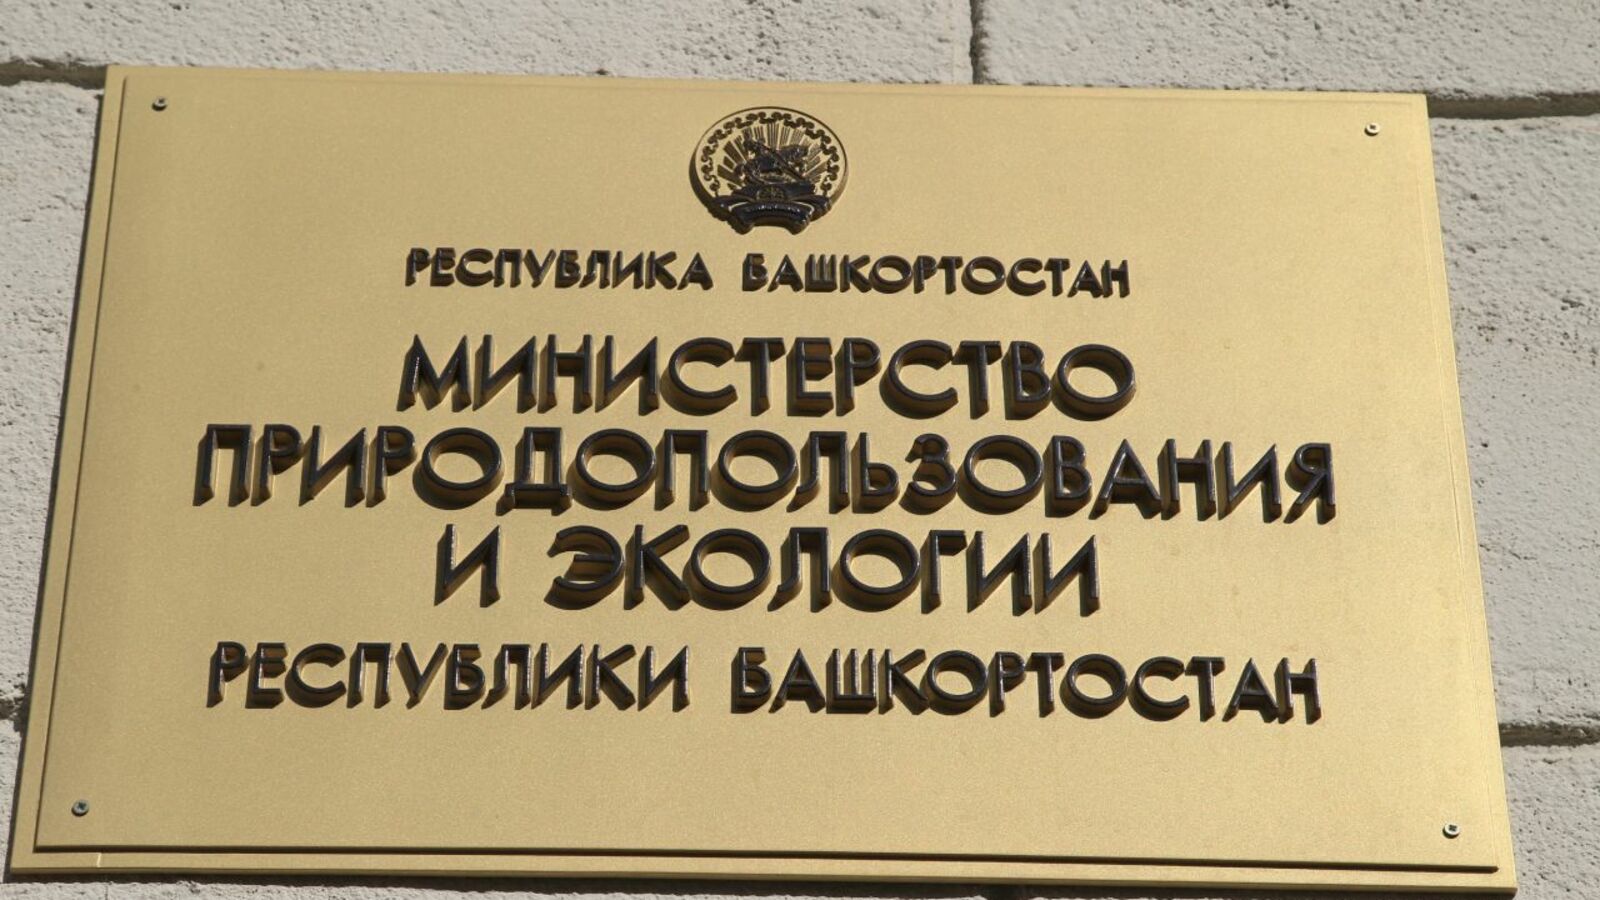 РЕСПУБЛИКА БАШКОРТОСТАН
МИНИСТЕРСТВО
ПРИРОДОПОЛЬЗОВАНИЯ
И ЭКОЛОГИИ
РЕСПУБЛИКИ БАШКОРТОСТАН